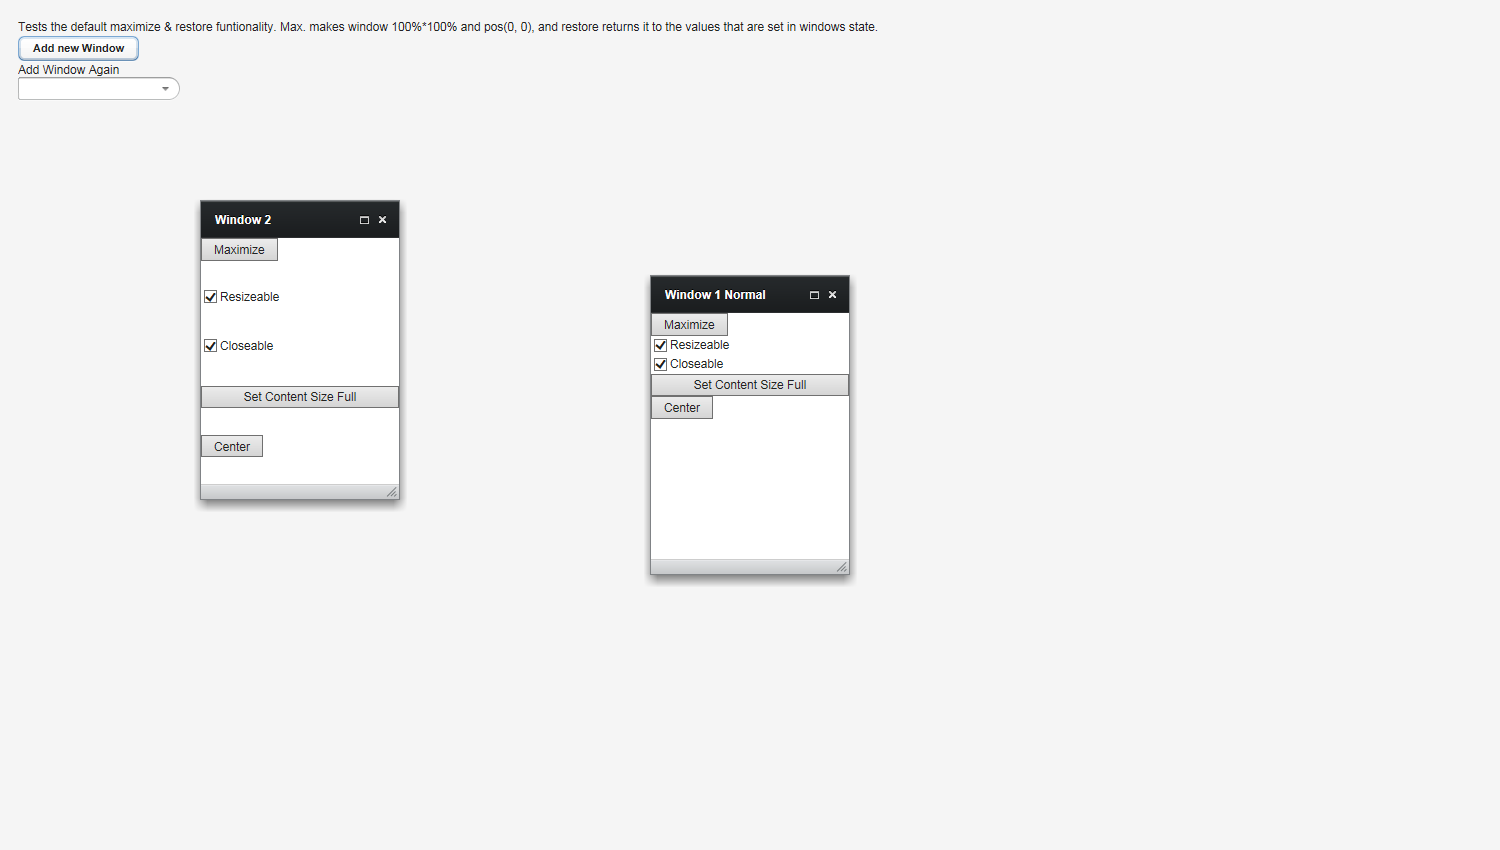 Tests the default maximize & restore funtionality. Max. makes window 100%*100% and pos(0, 0), and restore returns it to the values that are set in windows state.
Add new Window
Add Window Again
Window 2
Maximize
Resizeable
Closeable
Set Content Size Full
Center
Window 1 Normal
Maximize
Resizeable
Closeable
Set Content Size Full
Center